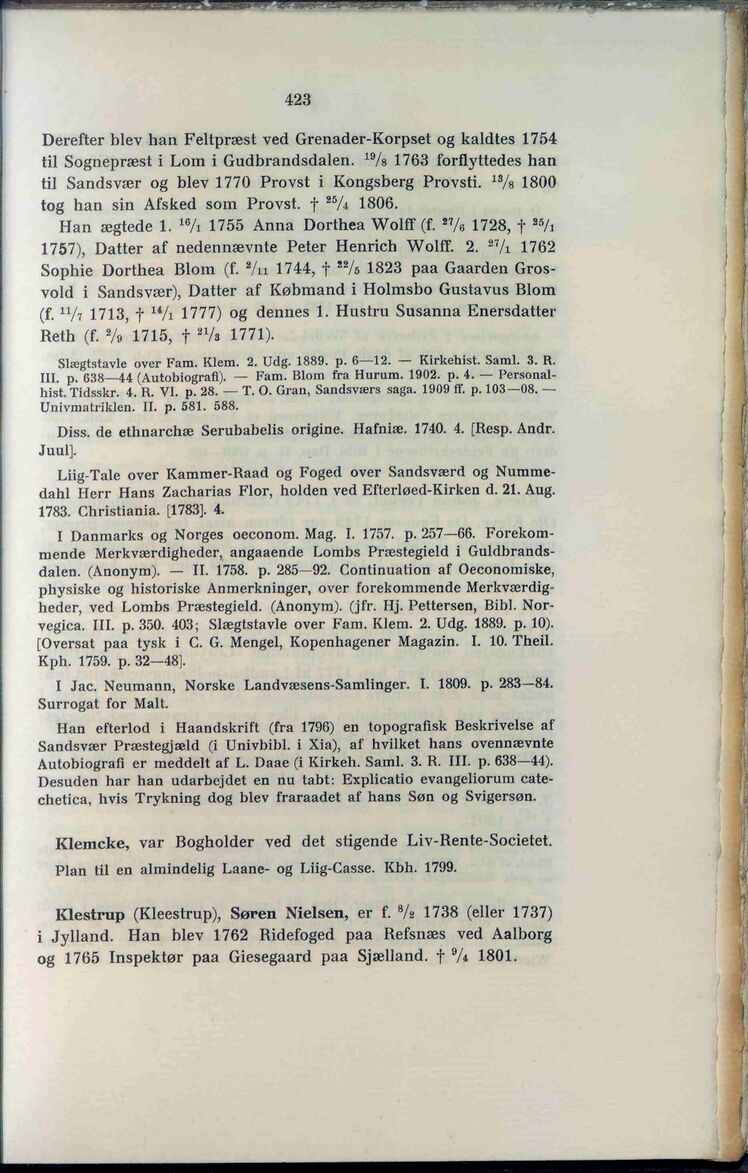 423
Derefter blev han Feltpræst ved Grenader-Korpset og kaldtes 1754
til Sognepræst i Lom i Gudbrandsdalen. ¹⁹/₈ 1763 forflyttedes han
til Sandsvær og blev 1770 Provst i Kongsberg Provsti. ¹³/₈ 1800
tog han sin Afsked som Provst. † ²⁵/₄ 1806.
Han ægtede 1. ¹⁶/₁ 1755 Anna Dorthea Wolff (f. ²⁷/₆ 1728, † ²⁵/₁
1757), Datter af nedennævnte Peter Henrich Wolff. 2. ²⁷/₁ 1762
Sophie Dorthea Blom (f. ²/₁₁ 1744, † ²²/₅ 1823 paa Gaarden Gros-
vold i Sandsvær), Datter af Købmand i Holmsbo Gustavus Blom
(f. ¹¹/₇ 1713, † ¹⁴/₁ 1777) og dennes 1. Hustru Susanna Enersdatter
Reth (f. ²/₉ 1715, † ²¹/₃ 1771).
Slægtstavle over Fam. Klem. 2. Udg. 1889. p. 6—12. — Kirkehist. Saml. 3. R.
III. p. 638—44 (Autobiografi). — Fam. Blom fra Hurum. 1902. p. 4. — Personal-
hist. Tidsskr. 4. R. VI. p. 28. — T. O. Gran, Sandsværs saga. 1909 ff. p. 103—08. —
Univmatriklen. II. p. 581. 588.
Diss. de ethnarchæ Serubabelis origine. Hafniæ. 1740. 4. [Resp. Andr.
Juul].
Liig-Tale over Kammer-Raad og Foged over Sandsværd og Numme-
dahl Herr Hans Zacharias Flor, holden ved Efterløed-Kirken d. 21. Aug.
1783. Christiania. [1783]. 4.
I Danmarks og Norges oeconom. Mag. I. 1757. p. 257—66. Forekom-
mende Merkværdigheder, angaaende Lombs Præstegield i Guldbrands-
dalen. (Anonym). — II. 1758. p. 285—92. Continuation af Oeconomiske,
physiske og historiske Anmerkninger, over forekommende Merkværdig-
heder, ved Lombs Præstegield. (Anonym). (jfr. Hj. Pettersen, Bibl. Nor-
vegica. III. p. 350. 403; Slægtstavle over Fam. Klem. 2. Udg. 1889. p. 10).
[Oversat paa tysk i C. G. Mengel, Kopenhagener Magazin. I. 10. Theil.
Kph. 1759. p. 32—48].
I Jac. Neumann, Norske Landvæsens-Samlinger. I. 1809. p. 283—84.
Surrogat for Malt.
Han efterlod i Haandskrift (fra 1796) en topografisk Beskrivelse af
Sandsvær Præstegjæld (i Univbibl. i Xia), af hvilket hans ovennævnte
Autobiografi er meddelt af L. Daae (i Kirkeh. Saml. 3. R. III. p. 638—44).
Desuden har han udarbejdet en nu tabt: Explicatio evangeliorum cate-
chetica, hvis Trykning dog blev fraraadet af hans Søn og Svigersøn.
Klemcke, var Bogholder ved det stigende Liv-Rente-Societet.
Plan til en almindelig Laane- og Liig-Casse. Kbh. 1799.
Klestrup (Kleestrup), Søren Nielsen, er f. ⁸/₂ 1738 (eller 1737)
i Jylland. Han blev 1762 Ridefoged paa Refsnæs ved Aalborg
og 1765 Inspektør paa Giesegaard paa Sjælland. † ⁹/₄ 1801.